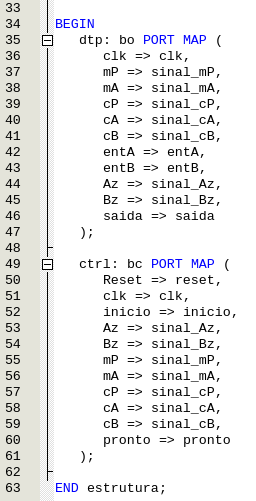 33
34 BEGIN
35 dtp: bo PORT MAP (
36 clk => clk,
37 mP => sinal_mP,
38 mA => sinal_mA,
39 cP => sinal_cP,
40 cA => sinal_cA,
41 cB => sinal_cB,
42 entA => entA,
43 entB => entB,
44 Az => sinal_Az,
45 Bz => sinal_Bz,
46 saida => saida
47 );
48
49 ctrl: bc PORT MAP (
50 Reset => reset,
51 clk => clk,
52 inicio => inicio,
53 Az => sinal_Az,
54 Bz => sinal_Bz,
55 mP => sinal_mP,
56 mA => sinal_mA,
57 cP => sinal_cP,
58 cA => sinal_cA,
59 cB => sinal_cB,
60 pronto => pronto
61 );
62
63 END estrutura;